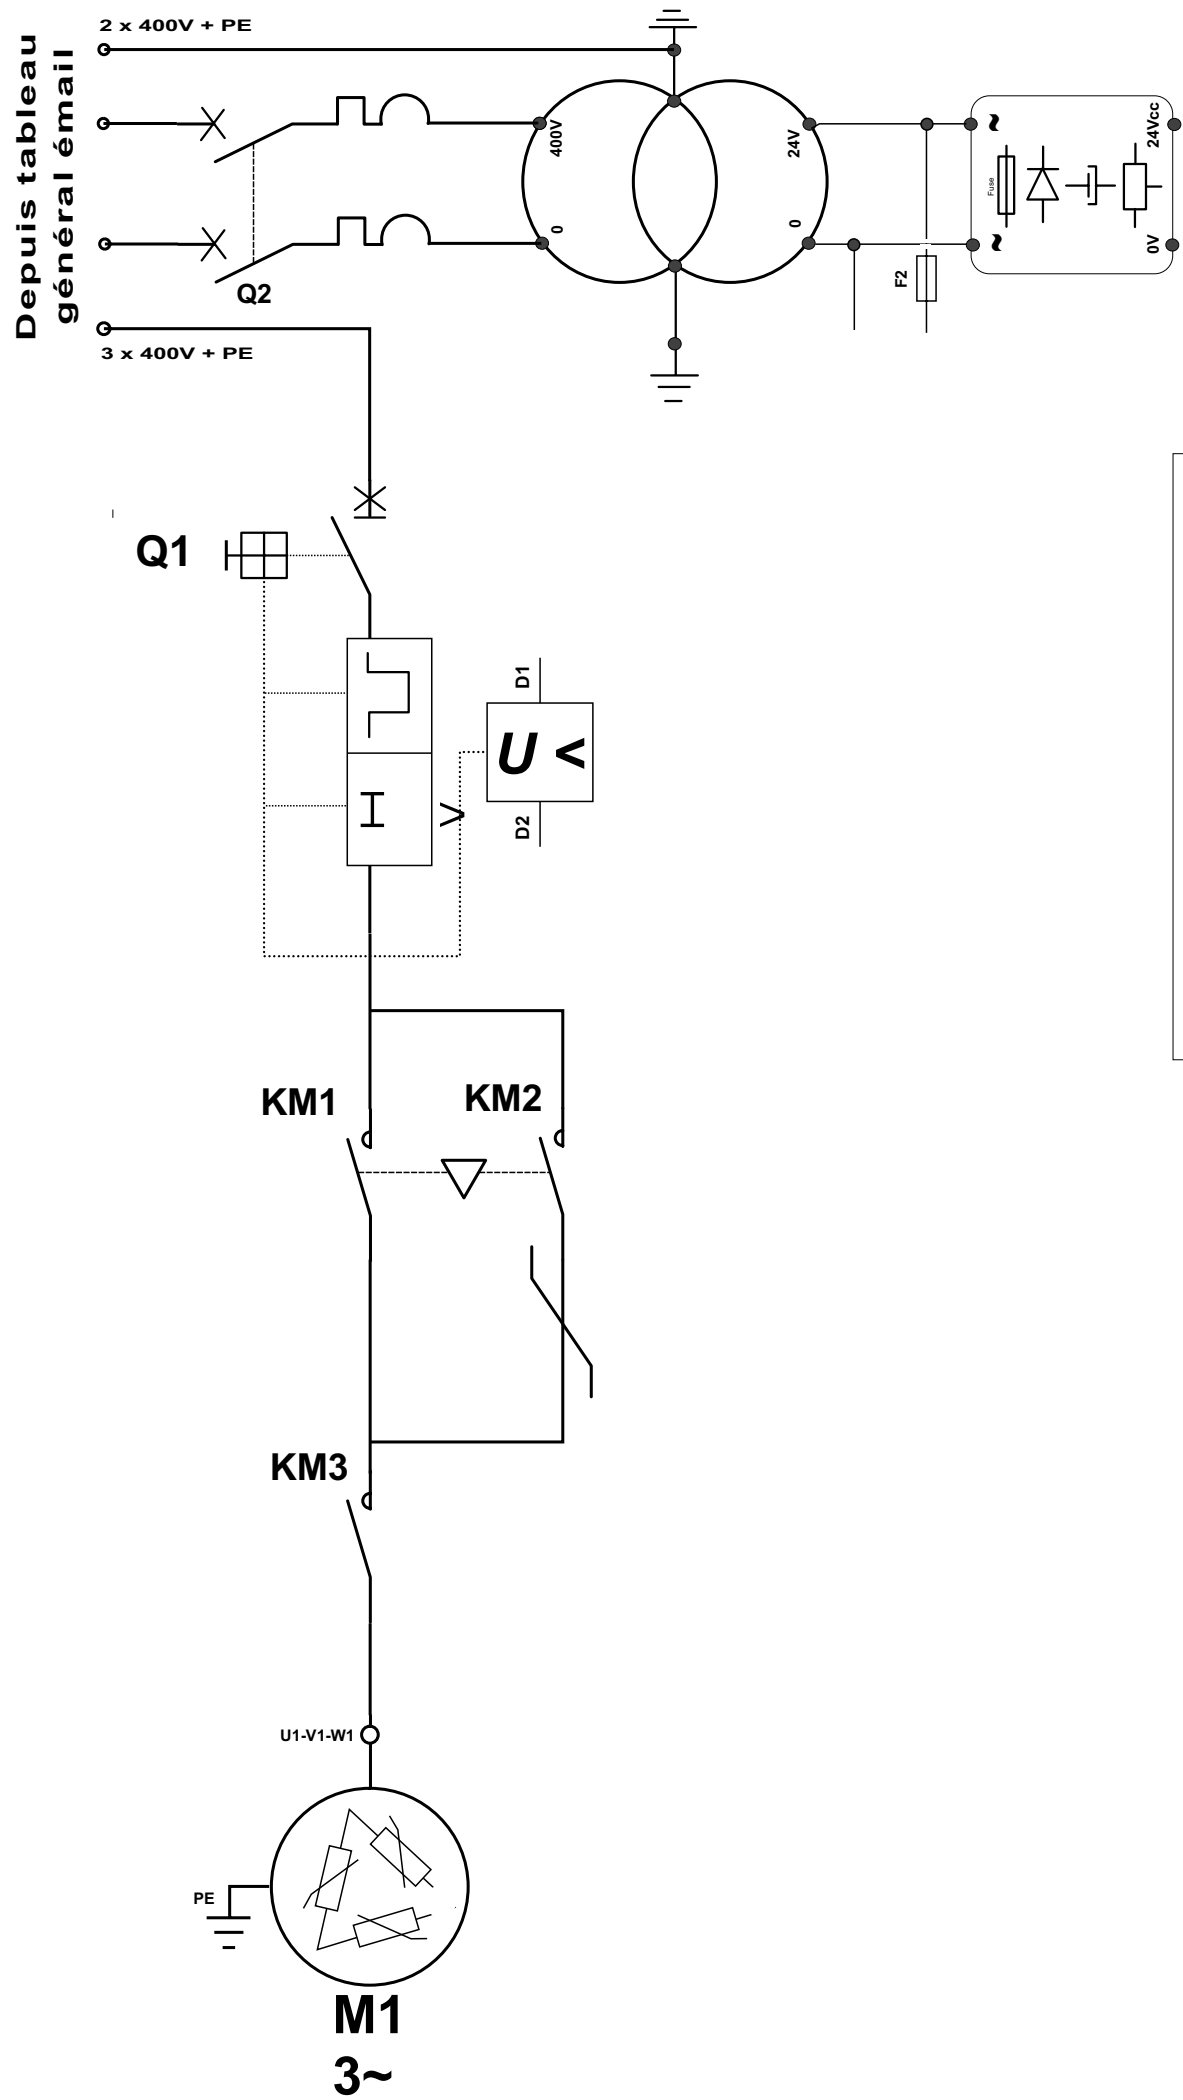 Depuis tableau
général émail
2 x 400V + PE
400V
0
24V
0
Fuse
~
~
24Vcc
0V
Q2
F2
3 x 400V + PE
Q1
D1
U <
I >
D2
KM1
KM2
KM3
U1-V1-W1
PE
M1
3~